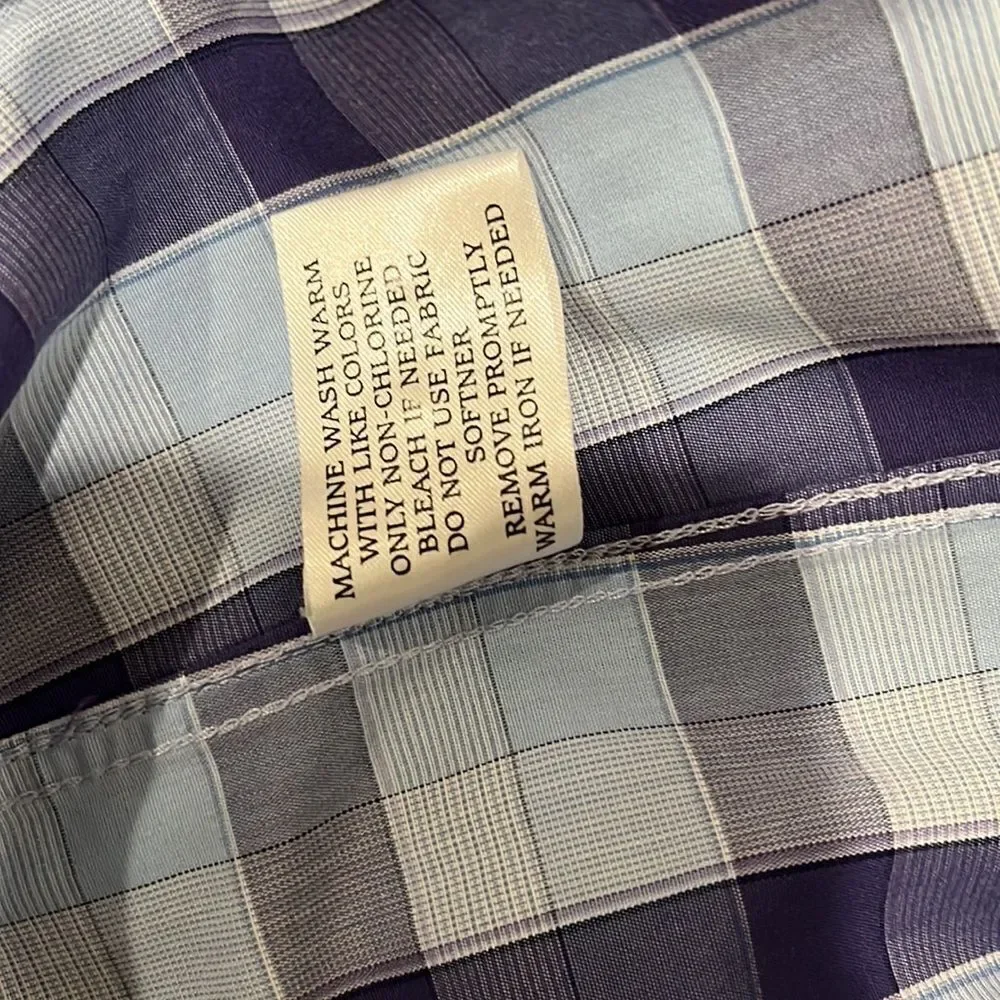 MACHINE WASH WARM
WITH LIKE COLORS
ONLY NON-CHLORINE
BLEACH IF NEEDED
DO NOT USE FABRIC
SOFTNER
REMOVE PROMPTLY
WARM IRON IF NEEDED